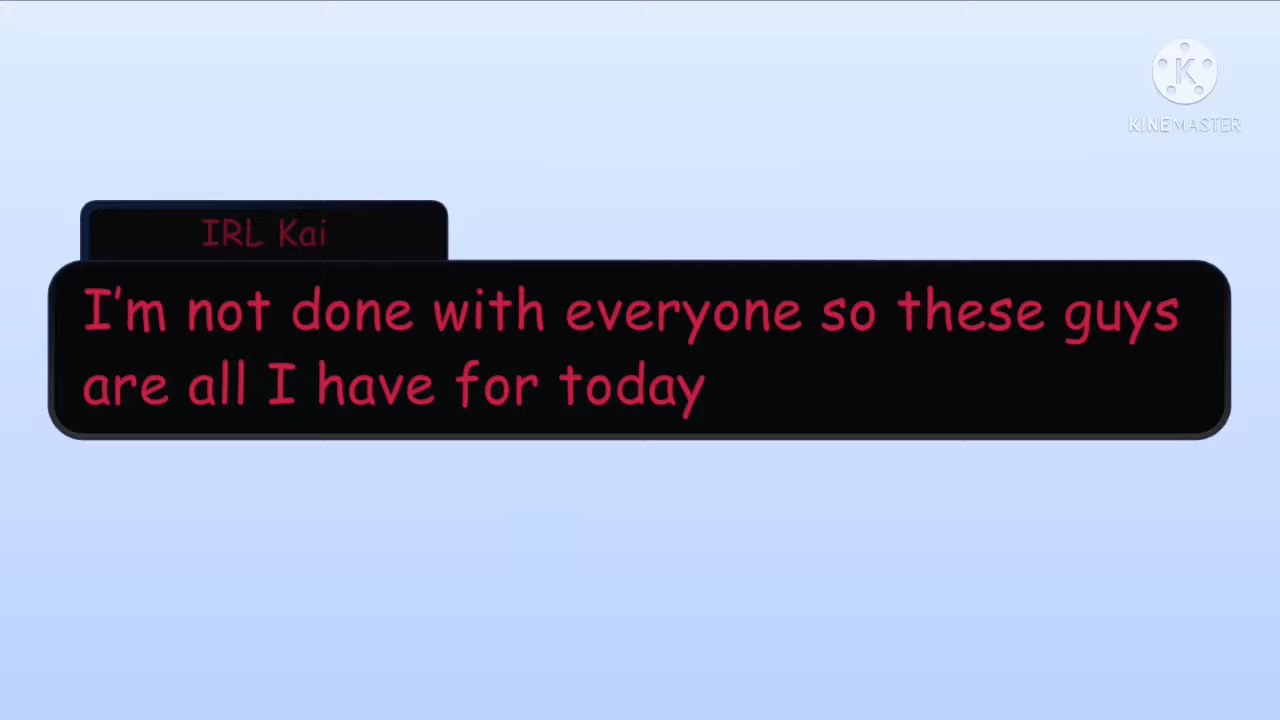 K
KINEMASTER
IRL Kai
I'm not done with everyone so these guys
are all I have for today